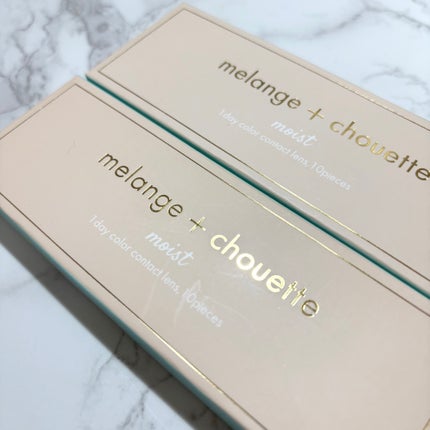 melange + chouette
moist
1day color contact lens, 10pieces
melange + chouette
moist
1day color contact lens, 10pieces